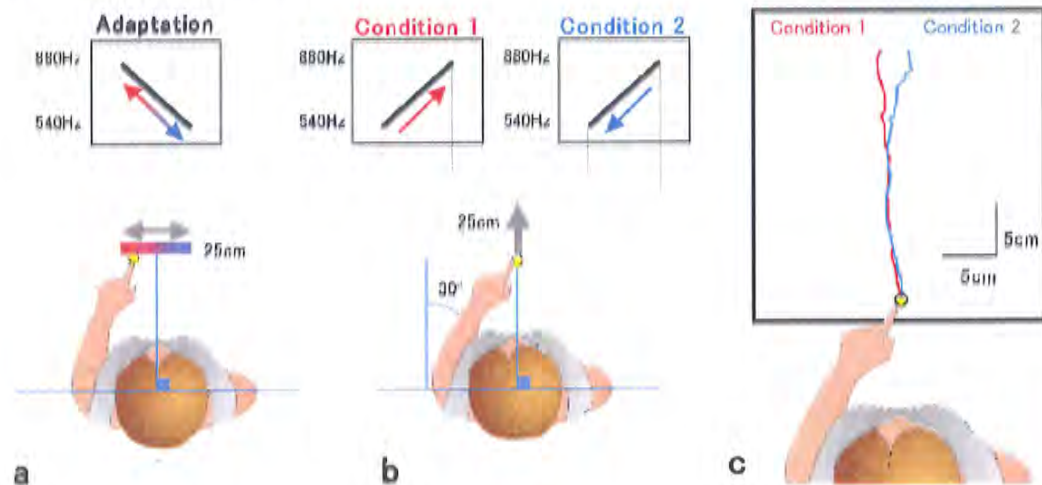 Adaptation
880Hz
540Hz
25cm
a
Condition 1
Condition 2
880Hz
540Hz
880Hz
540Hz
25cm
30°
b
Condition 1
Condition 2
5cm
5cm
c